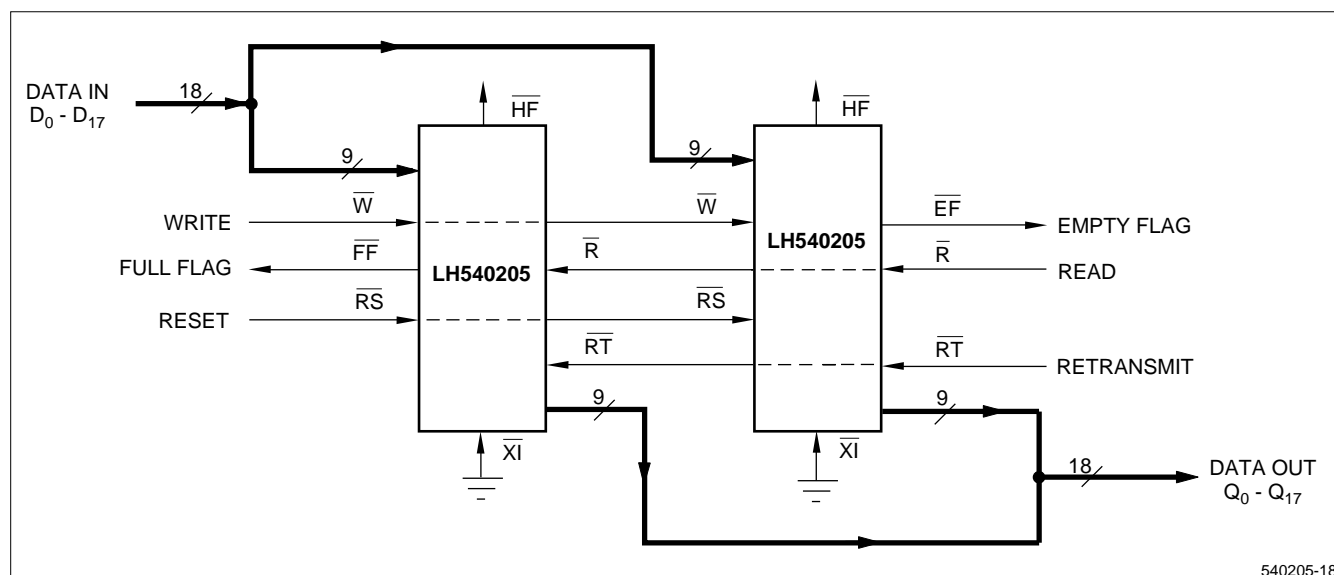 DATA IN
D₀ - D₁₇
18
9
HF̅
9
HF̅
WRITE
W̅
W̅
EF̅
EMPTY FLAG
FULL FLAG
FF̅
LH540205
R̅
LH540205
R̅
READ
RESET
RS̅
RS̅
RT̅
RT̅
RETRANSMIT
9
9
XI̅
XI̅
18
DATA OUT
Q₀ - Q₁₇
540205-18